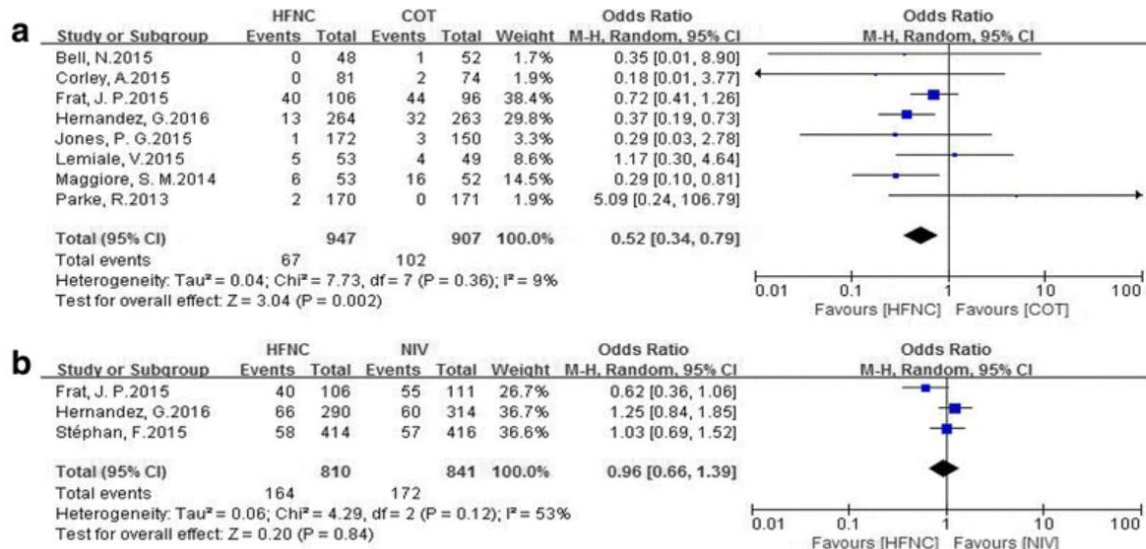 a
HFNC COT Odds Ratio Odds Ratio
Study or Subgroup Events Total Events Total Weight M-H, Random, 95% CI M-H, Random, 95% CI
Bell, N.2015 0 48 1 52 1.7% 0.35 [0.01, 8.90]
Corley, A.2015 0 81 2 74 1.9% 0.18 [0.01, 3.77]
Frat, J. P.2015 40 106 44 96 38.4% 0.72 [0.41, 1.26]
Hernandez, G.2016 13 264 32 263 29.8% 0.37 [0.19, 0.73]
Jones, P. G.2015 1 172 3 150 3.3% 0.29 [0.03, 2.78]
Lemiale, V.2015 5 53 4 49 8.6% 1.17 [0.30, 4.64]
Maggiore, S. M.2014 6 53 16 52 14.5% 0.29 [0.10, 0.81]
Parke, R.2013 2 170 0 171 1.9% 5.09 [0.24, 106.79]
Total (95% CI) 947 907 100.0% 0.52 [0.34, 0.79]
Total events 67 102
Heterogeneity: Tau² = 0.04; Chi² = 7.73, df = 7 (P = 0.36); I² = 9%
Test for overall effect: Z = 3.04 (P = 0.002)
0.01 0.1 1 10 100
Favours [HFNC] Favours [COT]
b
HFNC NIV Odds Ratio Odds Ratio
Study or Subgroup Events Total Events Total Weight M-H, Random, 95% CI M-H, Random, 95% CI
Frat, J. P.2015 40 106 55 111 26.7% 0.62 [0.36, 1.06]
Hernandez, G.2016 66 290 60 314 36.7% 1.25 [0.84, 1.85]
Stéphan, F.2015 58 414 57 416 36.6% 1.03 [0.69, 1.52]
Total (95% CI) 810 841 100.0% 0.96 [0.66, 1.39]
Total events 164 172
Heterogeneity: Tau² = 0.06; Chi² = 4.29, df = 2 (P = 0.12); I² = 53%
Test for overall effect: Z = 0.20 (P = 0.84)
0.01 0.1 1 10 100
Favours [HFNC] Favours [NIV]